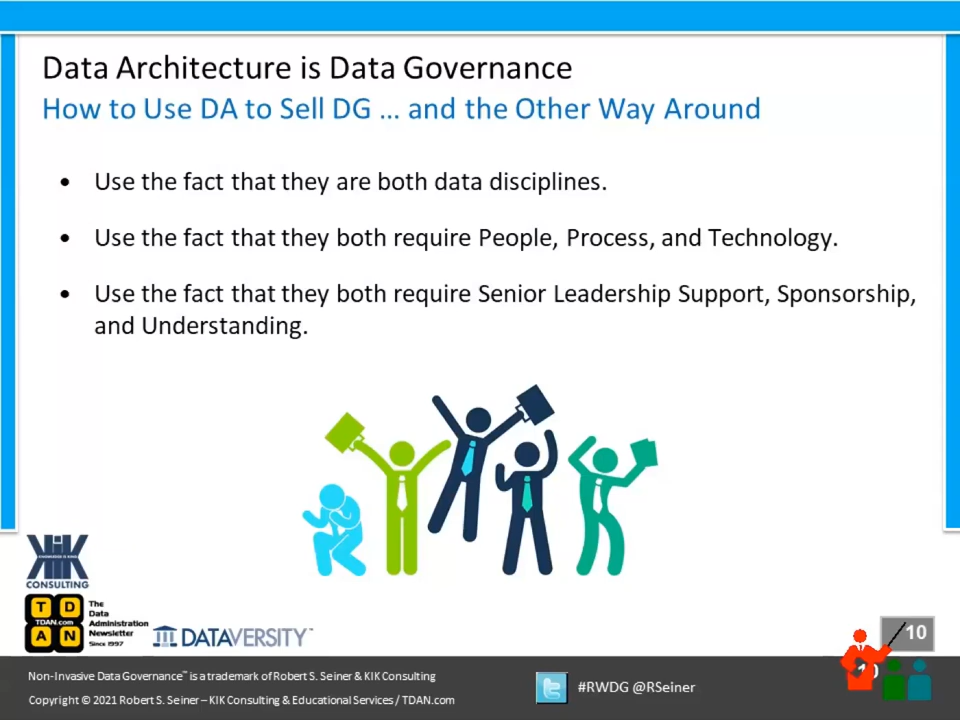 Data Architecture is Data Governance
How to Use DA to Sell DG ... and the Other Way Around
• Use the fact that they are both data disciplines.
• Use the fact that they both require People, Process, and Technology.
• Use the fact that they both require Senior Leadership Support, Sponsorship,
and Understanding.
KIK
CONSULTING
T D
TDAN.com
A N
The
Data
Administration
Newsletter
Since 1997
DATAVERSITY™
10
10
Non-Invasive Data Governance™ is a trademark of Robert S. Seiner & KIK Consulting
Copyright © 2021 Robert S. Seiner – KIK Consulting & Educational Services / TDAN.com
#RWDG @RSeiner